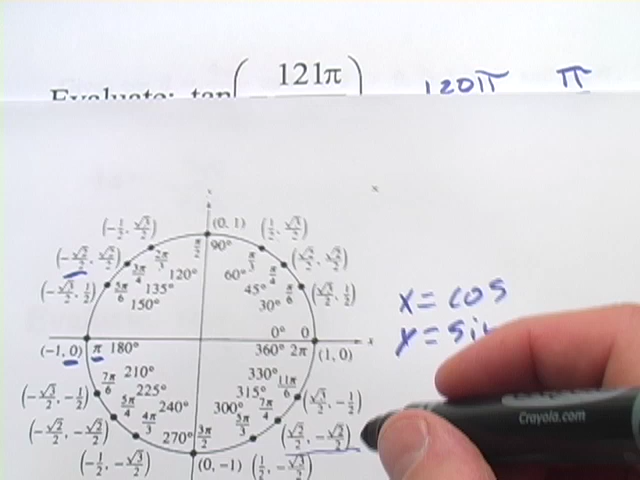 Evaluate: tan( 121π ) 120π π
x
x
(0, 1)
(-1/2, √3/2) (1/2, √3/2)
π/2 90°
(-√2/2, √2/2) 2π/3 120° 60° π/3 (√2/2, √2/2)
3π/4 135° 45° π/4
(-√3/2, 1/2) 5π/6 150° 30° π/6 (√3/2, 1/2)
x = cos
y = sin
0° 0
(-1, 0) π 180° 360° 2π (1, 0) x
7π/6 210° 330° 11π/6
(-√3/2, -1/2) (√3/2, -1/2)
5π/4 225° 315° 7π/4
(-√2/2, -√2/2) (√2/2, -√2/2)
4π/3 240° 300° 5π/3
270° 3π/2
(-1/2, -√3/2) (0, -1) (1/2, -√3/2)
Crayola.com